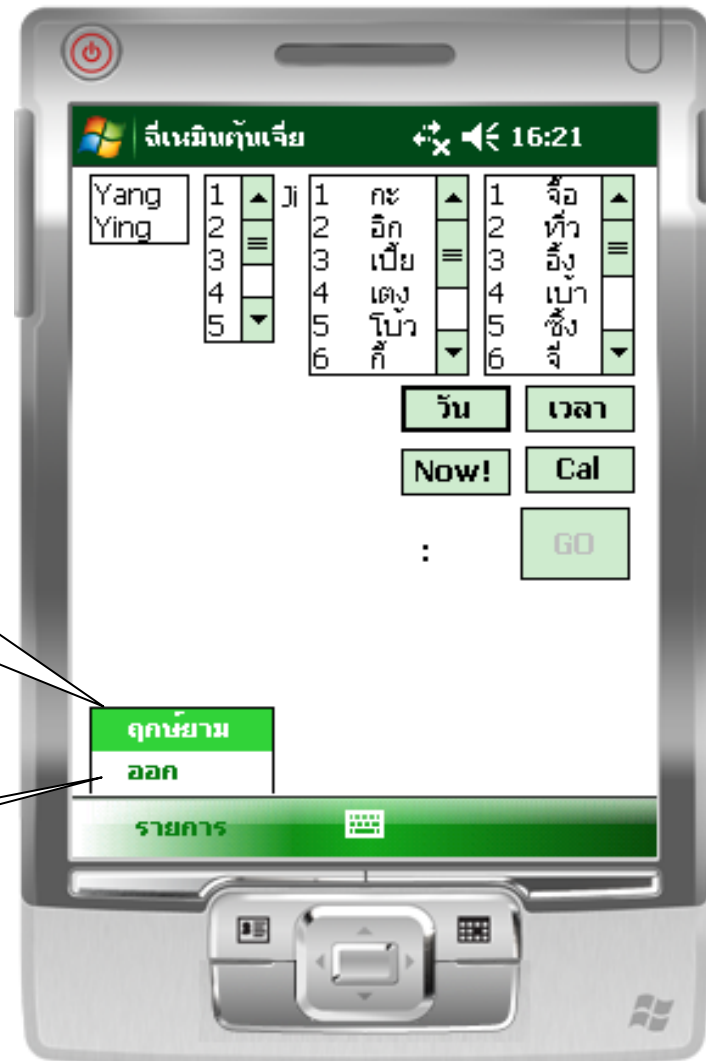 ฉีเหมินตุ้นเจี่ย 16:21
Yang
Ying
1
2
3
4
5
Ji
1 กะ
2 อิก
3 เปี้ย
4 เตง
5 โบ้ว
6 กี้
1 จื้อ
2 ทิ่ว
3 อิ้ง
4 เบ้า
5 ซิ้ง
6 จี๋
วัน เวลา
Now! Cal
: GO
ฤกษ์ยาม
ออก
รายการ